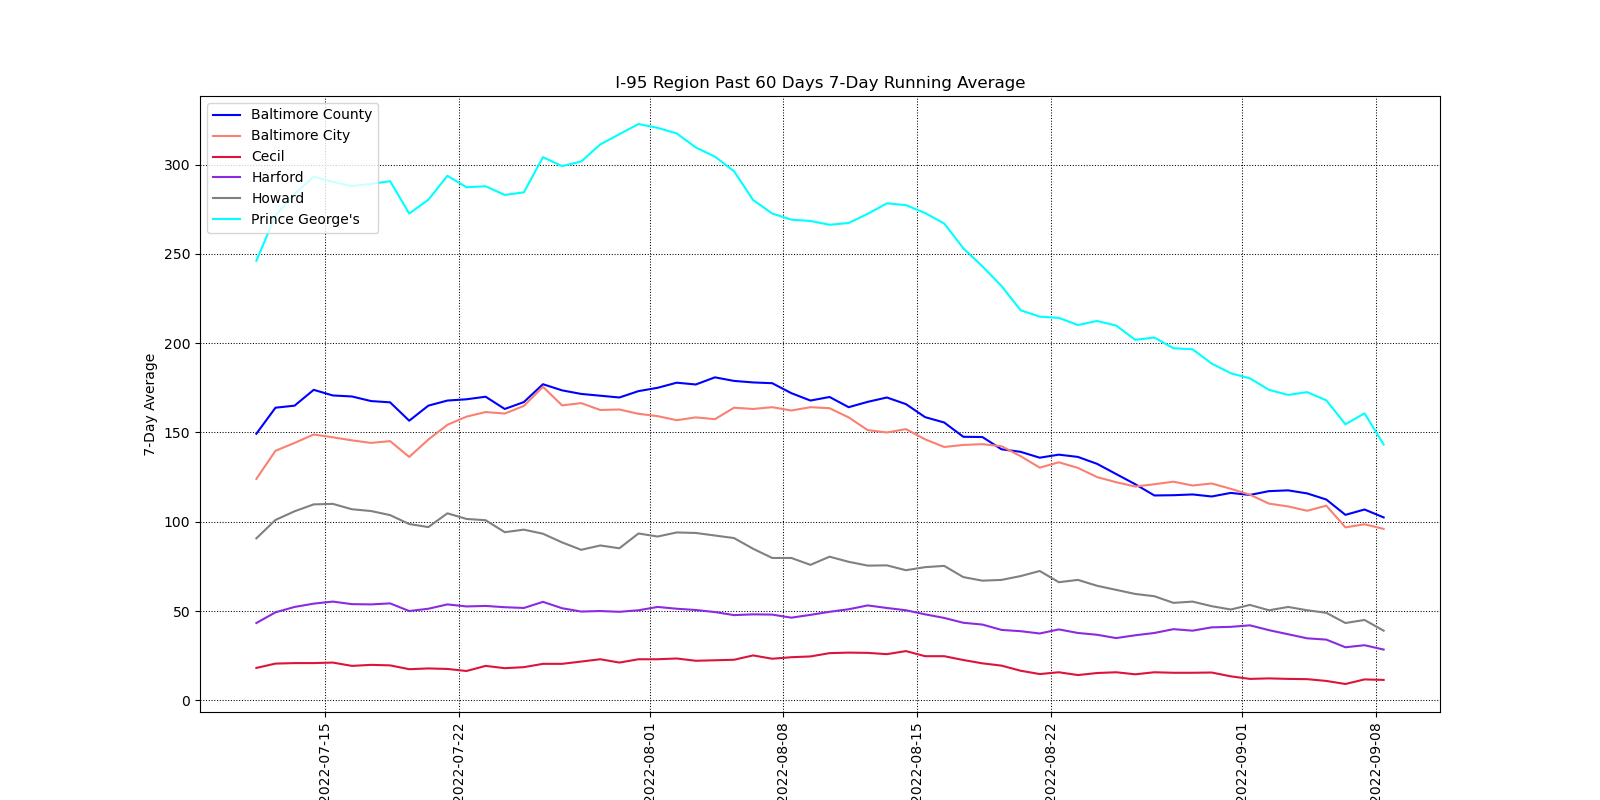 I-95 Region Past 60 Days 7-Day Running Average
Baltimore County
Baltimore City
Cecil
Harford
Howard
Prince George's
300
250
200
150
100
50
0
7-Day Average
2022-07-15
2022-07-22
2022-08-01
2022-08-08
2022-08-15
2022-08-22
2022-09-01
2022-09-08